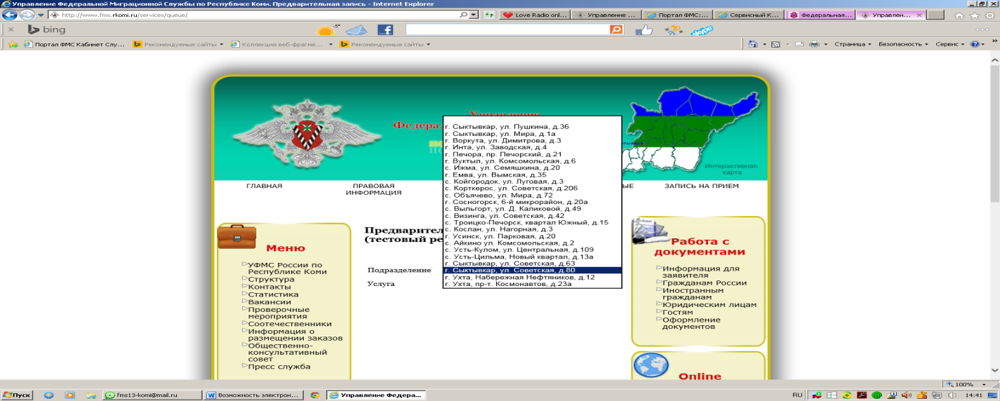 Управление Федеральной Миграционной Службы по Республике Коми. Предварительная запись - Internet Explorer
http://www.fms.rkomi.ru/services/queue/
Love Radio onl...
Управление ...
Портал ФМС:...
Сервисный К...
Федеральная...
Управлен...
bing
-5°
skype
Портал ФМС Кабинет Слу...
Рекомендуемые сайты
Коллекция веб-фрагме...
Рекомендуемые сайты
Страница
Безопасность
Сервис
Управление
Федерал
Интерактивная
карта
ГЛАВНАЯ
ПРАВОВАЯ
ИНФОРМАЦИЯ
ЫЕ
ЗАПИСЬ НА ПРИЕМ
г. Сыктывкар, ул. Пушкина, д.36
г. Сыктывкар, ул. Мира, д.1а
г. Воркута, ул. Димитрова, д.3
г. Инта, ул. Заводская, д.4
г. Печора, пр. Печорский, д.21
г. Вуктыл, ул. Комсомольская, д.6
с. Ижма, ул. Семяшкина, д.20
г. Емва, ул. Вымская, д.35
с. Койгородок, ул. Луговая, д.3
с. Корткерос, ул. Советская, д.206
с. Объячево, ул. Мира, д.72
г. Сосногорск, 6-й микрорайон, д.20а
с. Выльгорт, ул. Д. Каликовой, д.49
с. Визинга, ул. Советская, д.42
с. Троицко-Печорск, квартал Южный, д.15
с. Кослан, ул. Нагорная, д.3
г. Усинск, ул. Парковая, д.20
с. Айкино ул. Комсомольская, д.2
с. Усть-Кулом, ул. Центральная, д.109
с. Усть-Цильма, Новый квартал, д.13а
г. Сыктывкар, ул. Советская, д.63
г. Сыктывкар, ул. Советская, д.80
г. Ухта, Набережная Нефтяников, д.12
г. Ухта, пр-т. Космонавтов, д.23а
Меню
УФМС России по
Республике Коми
Структура
Контакты
Статистика
Вакансии
Проверочные
мероприятия
Соотечественники
Информация о
размещении заказов
Общественно-
консультативный
совет
Пресс служба
Предварител
(тестовый ре
Подразделение
Услуга
Работа с
документами
Информация для
заявителя
Гражданам России
Иностранным
гражданам
Юридическим лицам
Гостям
Оформление
документов
Online
100%
Пуск
fms13-komi@mail.ru
Возможность электрон...
Управление Федера...
RU
14:41